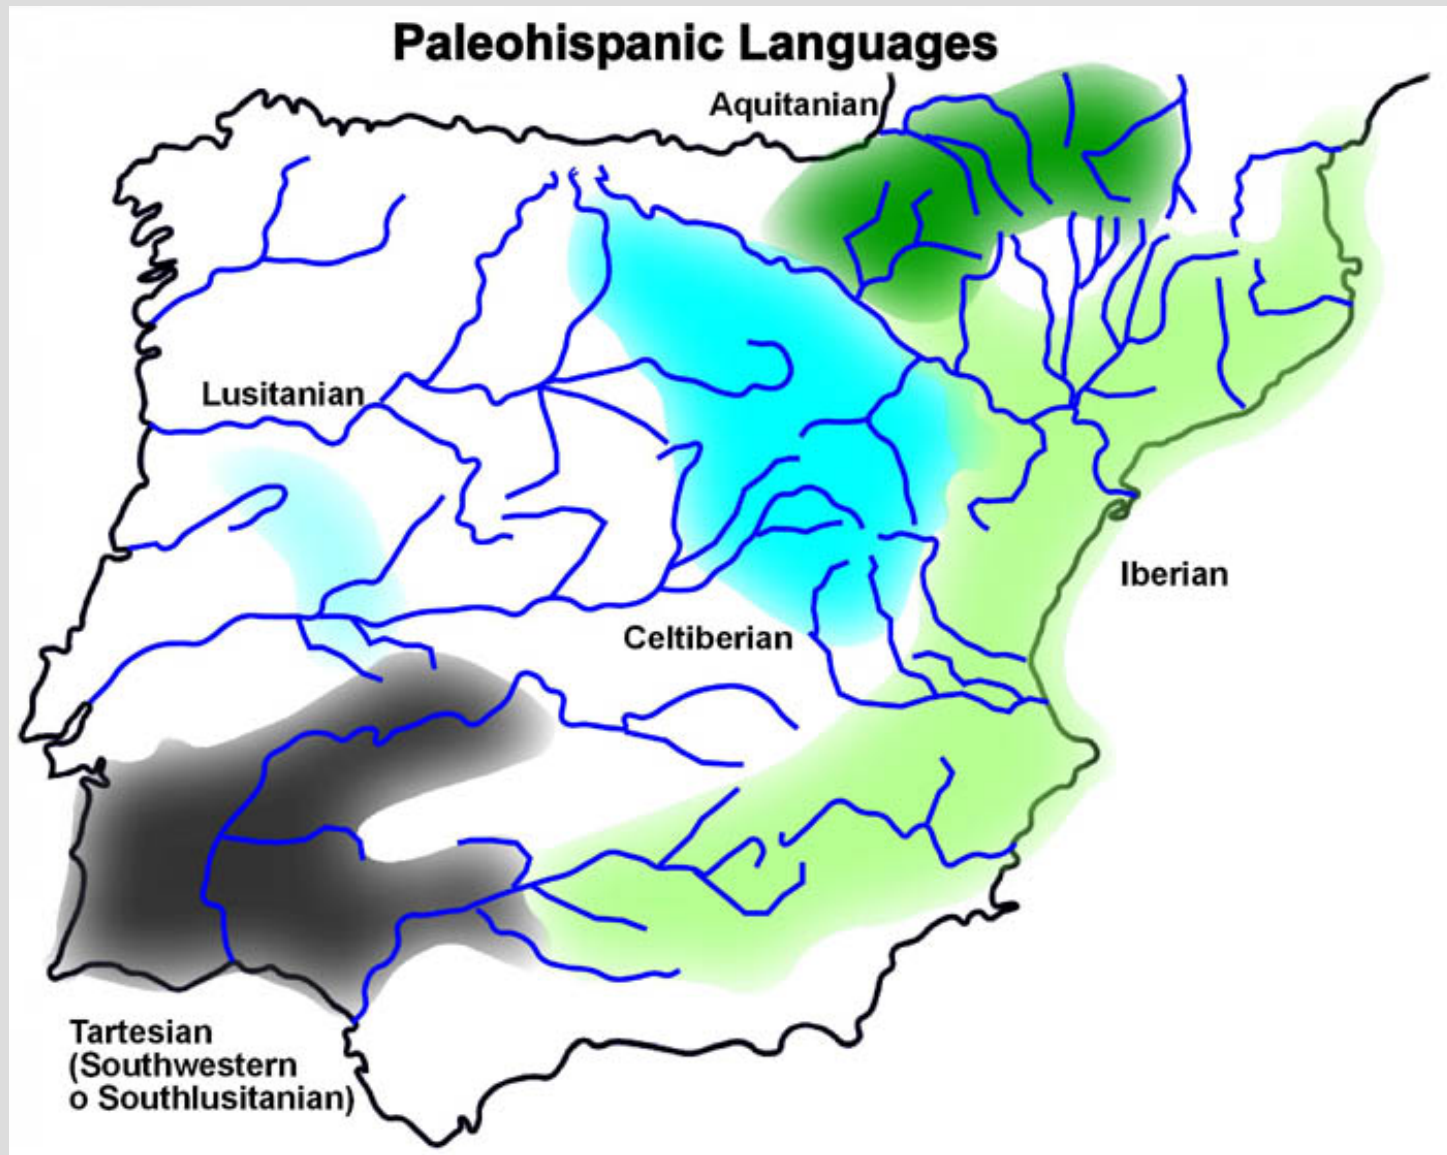 Paleohispanic Languages
Aquitanian
Lusitanian
Iberian
Celtiberian
Tartesian
(Southwestern
o Southlusitanian)